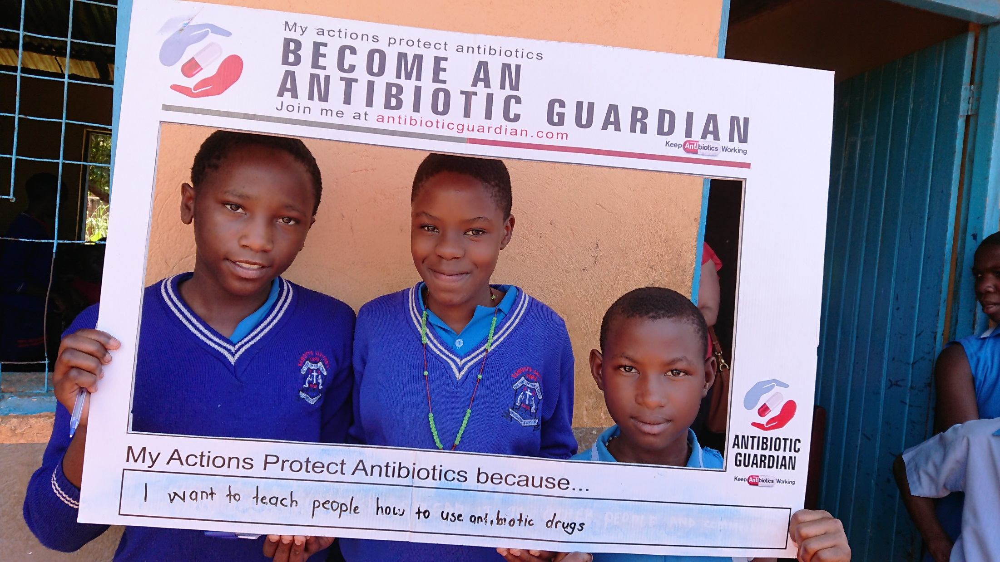 My actions protect antibiotics
BECOME AN
ANTIBIOTIC GUARDIAN
Join me at antibioticguardian.com
Keep Antibiotics Working
My Actions Protect Antibiotics because...
I want to teach people how to use antibiotic drugs
ANTIBIOTIC
GUARDIAN
Keep Antibiotics Working